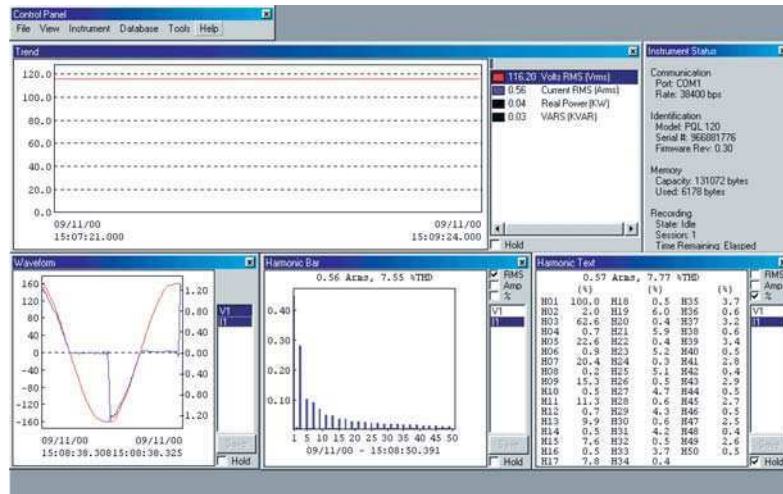 Control Panel
File View Instrument Database Tools Help
Trend
120.0
100.0
80.0
60.0
40.0
20.0
0.0
09/11/00
15:07:21.000
09/11/00
15:09:24.000
116.20 Volts RMS (Vrms)
0.56 Current RMS (Arms)
0.04 Real Power (KW)
0.03 VARS (KVAR)
Hold
Instrument Status
Communication
Port: COM1
Rate: 38400 bps
Identification
Model: PQL 120
Serial #: 966881776
Firmware Rev: 0.30
Memory
Capacity: 131072 bytes
Used: 6178 bytes
Recording
State: Idle
Session: 1
Time Remaining: Elapsed
Waveform
160
120
80
40
0
-40
-80
-120
-160
1.20
0.80
0.40
0.00
0.40
0.80
1.20
09/11/00
15:08:38.308
09/11/00
15:08:38.325
V1
I1
Save
Hold
Harmonic Bar
0.56 Arms, 7.55 %THD
0.40
0.30
0.20
0.10
1 5 10 15 20 25 30 35 40 45 50
09/11/00 - 15:08:50.391
RMS
Amp
%
V1
I1
Save
Hold
Harmonic Text
0.57 Arms, 7.77 %THD
(%) (%) (%)
H01 100.0 H18 0.5 H35 3.7
H02 2.0 H19 6.0 H36 0.6
H03 62.6 H20 0.4 H37 3.2
H04 0.7 H21 5.9 H38 0.6
H05 22.6 H22 0.4 H39 3.4
H06 0.9 H23 5.2 H40 0.5
H07 20.4 H24 0.3 H41 2.8
H08 0.2 H25 5.1 H42 0.4
H09 15.3 H26 0.5 H43 2.9
H10 0.5 H27 4.7 H44 0.5
H11 11.3 H28 0.6 H45 2.7
H12 0.7 H29 4.3 H46 0.5
H13 9.9 H30 0.6 H47 2.5
H14 0.5 H31 4.2 H48 0.4
H15 7.6 H32 0.5 H49 2.6
H16 0.5 H33 3.7 H50 0.5
H17 7.8 H34 0.4
RMS
Amp
%
V1
I1
Save
Hold